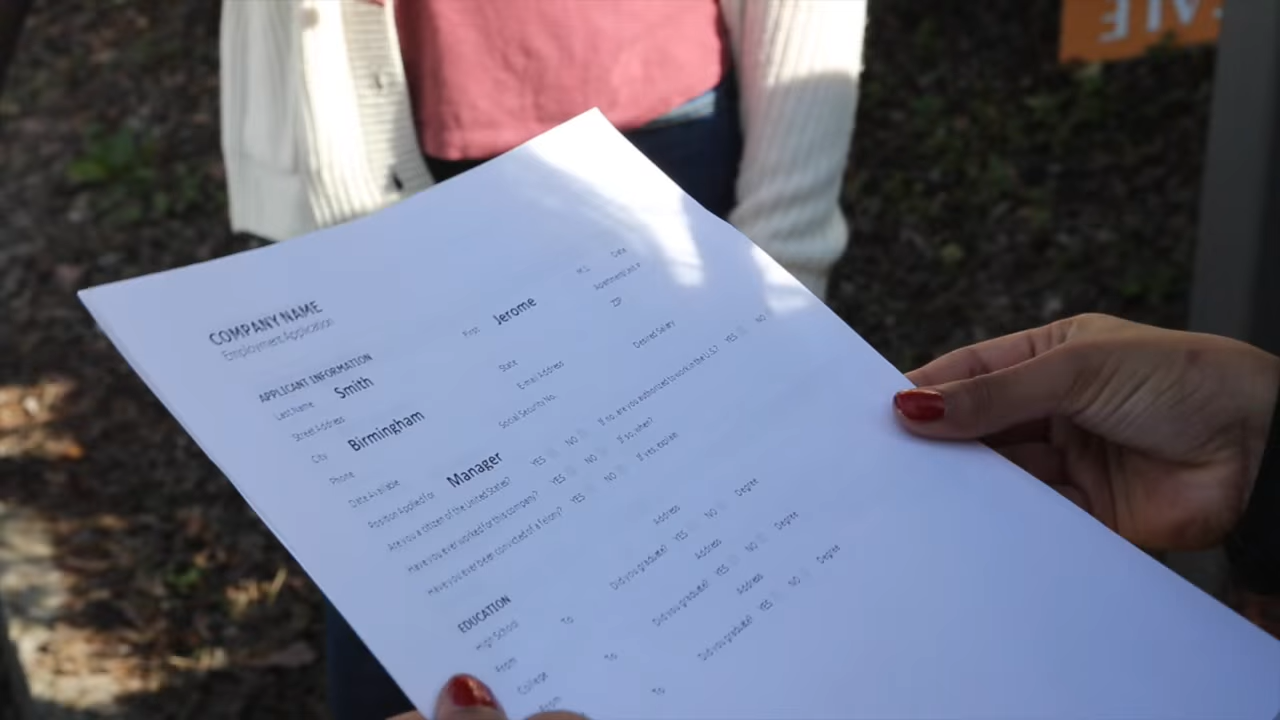 COMPANY NAME
Employment Application
APPLICANT INFORMATION
Last Name Smith First Jerome M.I. Date
Street Address Apartment/Unit #
City Birmingham State ZIP
Phone E-mail Address
Date Available Social Security No. Desired Salary
Position Applied for Manager
Are you a citizen of the United States? YES NO If no, are you authorized to work in the U.S.? YES NO
Have you ever worked for this company? YES NO If so, when?
Have you ever been convicted of a felony? YES NO If yes, explain
EDUCATION
High School Address
From To Did you graduate? YES NO Degree
College Address
From To Did you graduate? YES NO Degree
Address
To Did you graduate? YES NO Degree